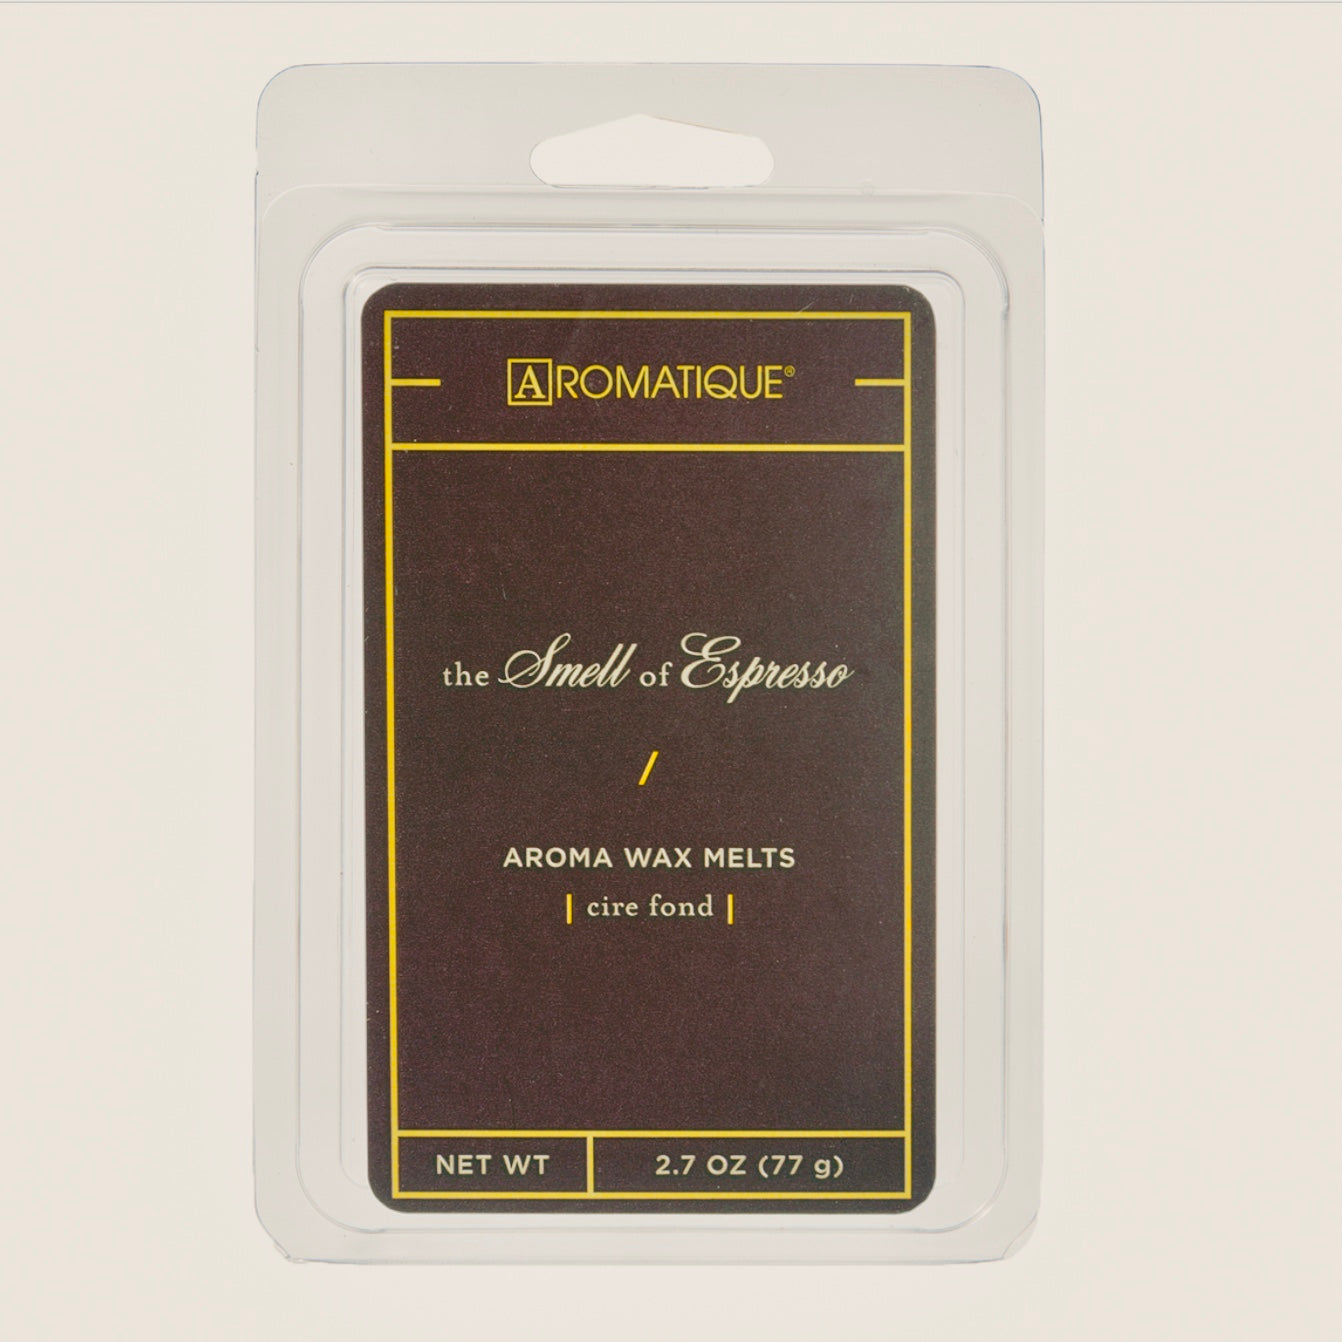 AROMATIQUE®
the Smell of Espresso
/
AROMA WAX MELTS
| cire fond |
NET WT 2.7 OZ (77 g)